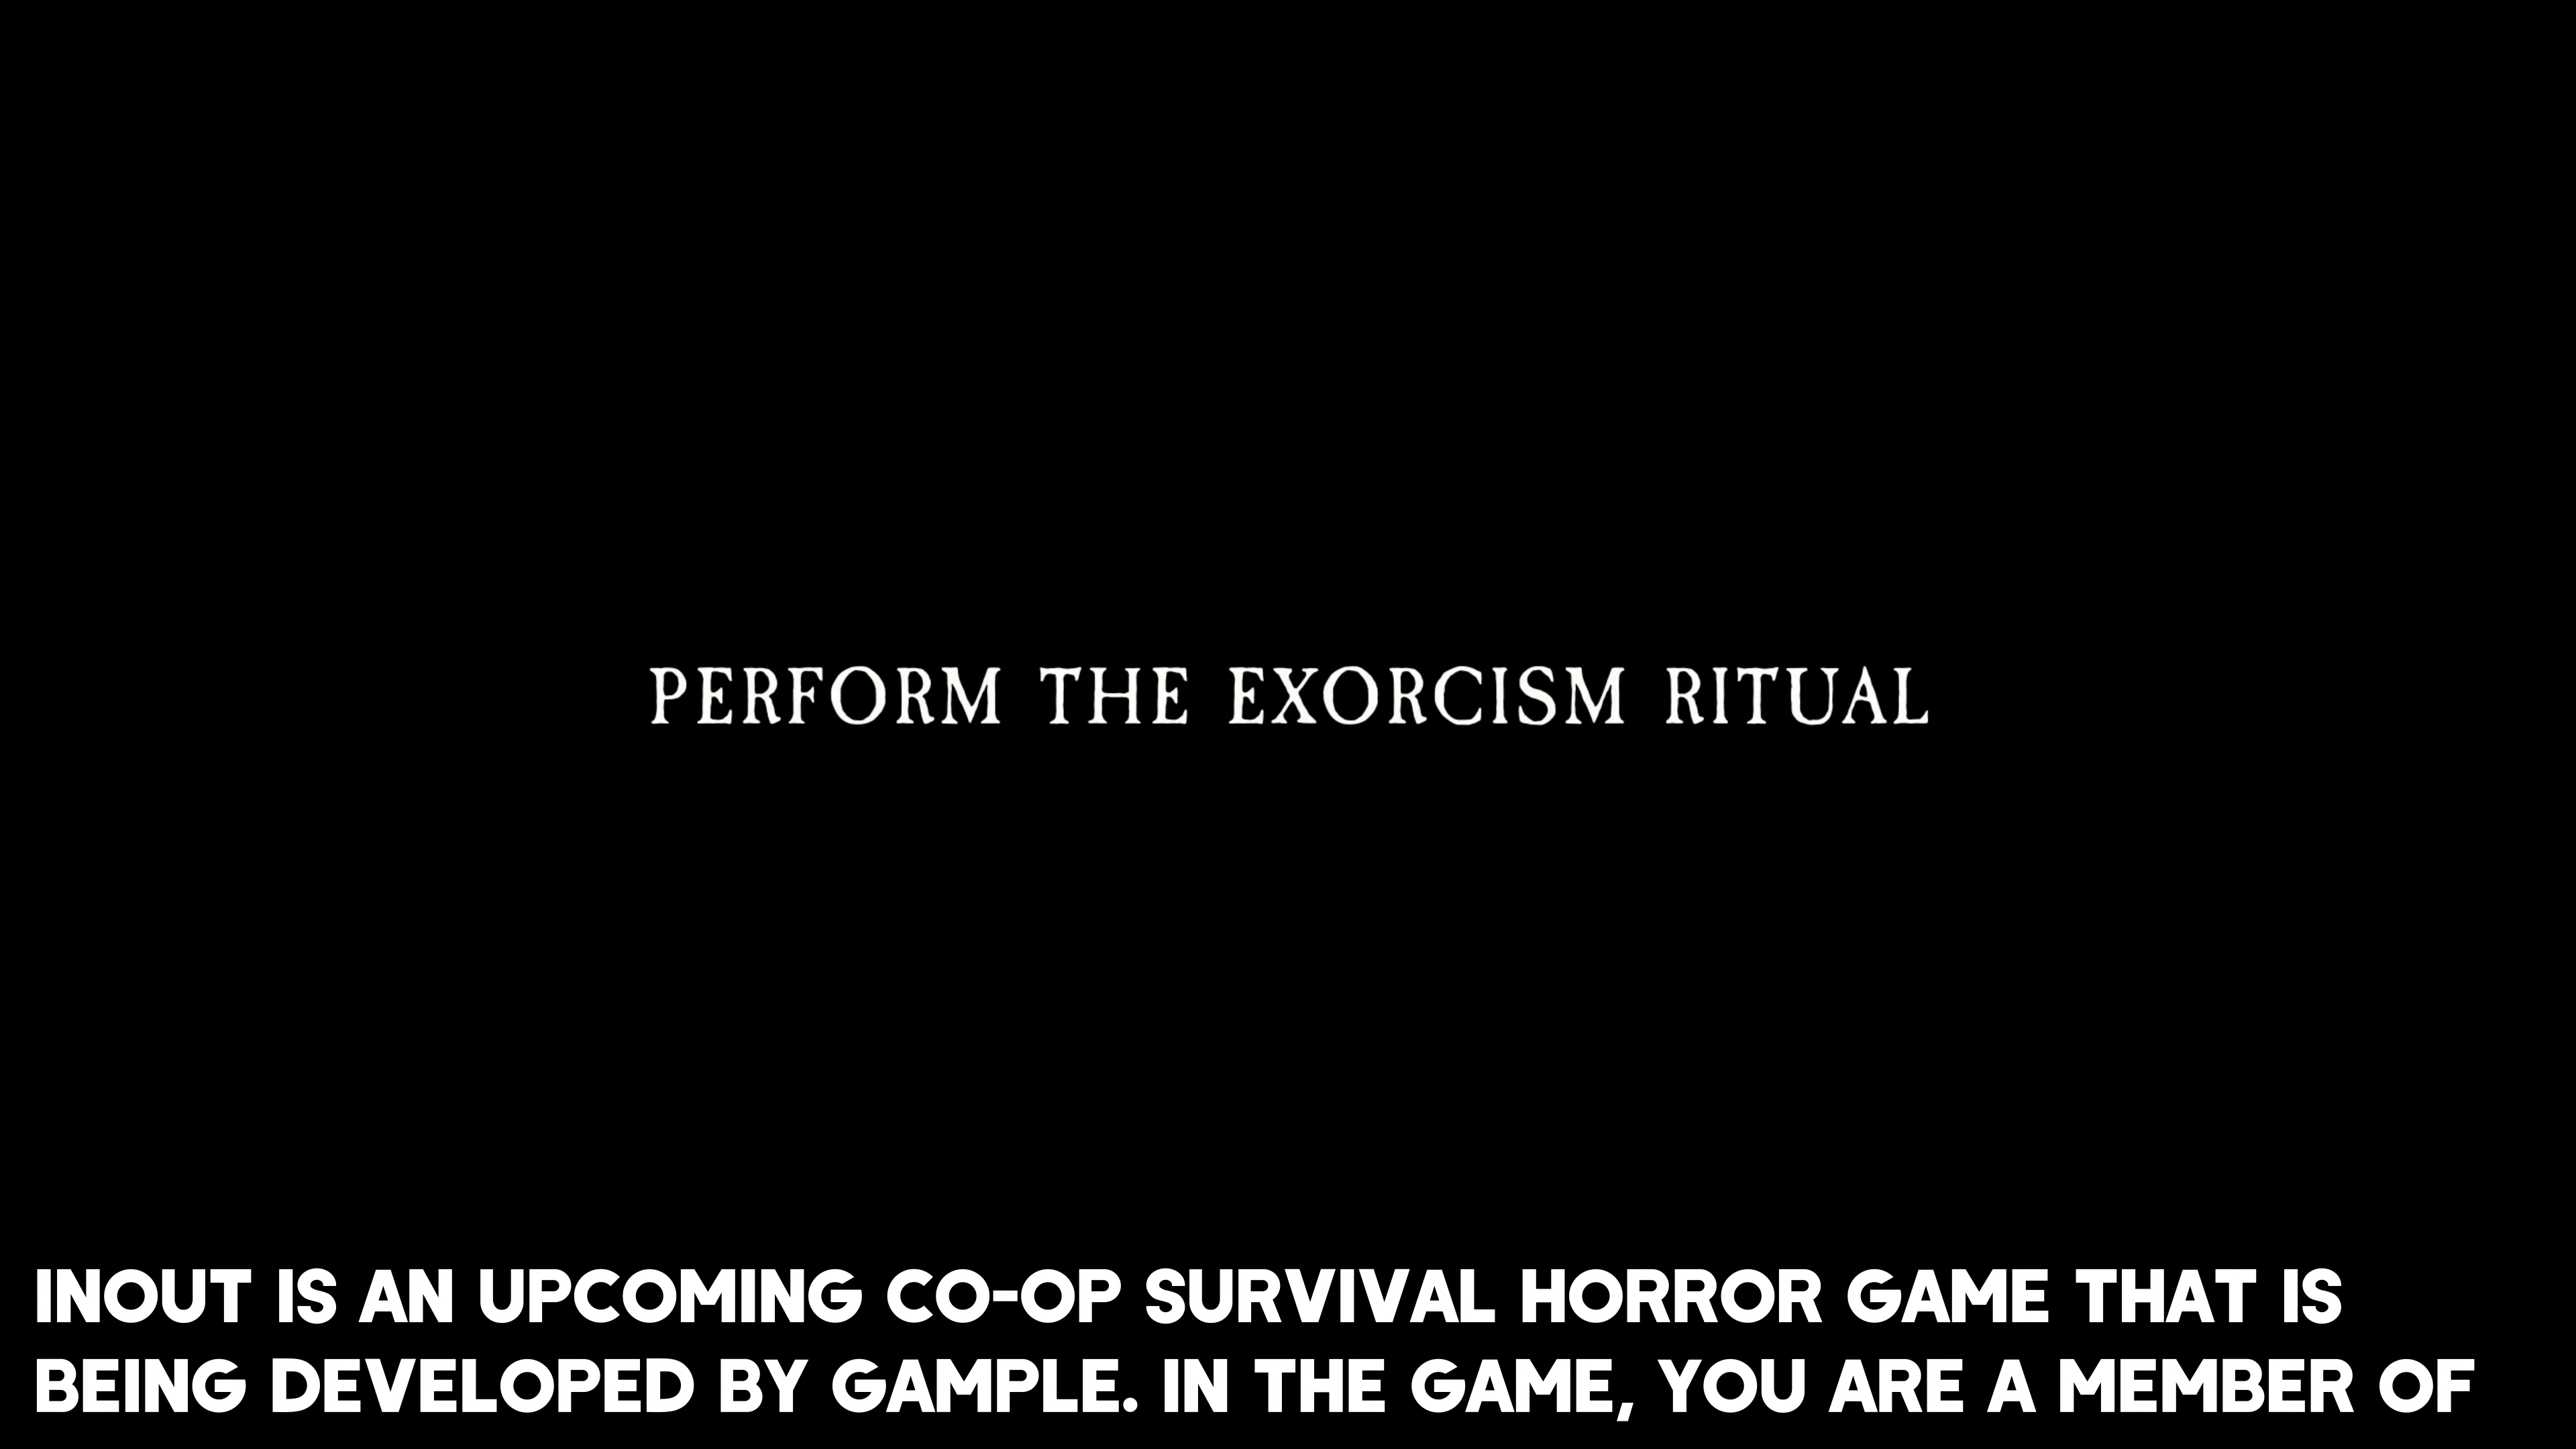 PERFORM THE EXORCISM RITUAL
INOUT IS AN UPCOMING CO-OP SURVIVAL HORROR GAME THAT IS
BEING DEVELOPED BY GAMPLE. IN THE GAME, YOU ARE A MEMBER OF